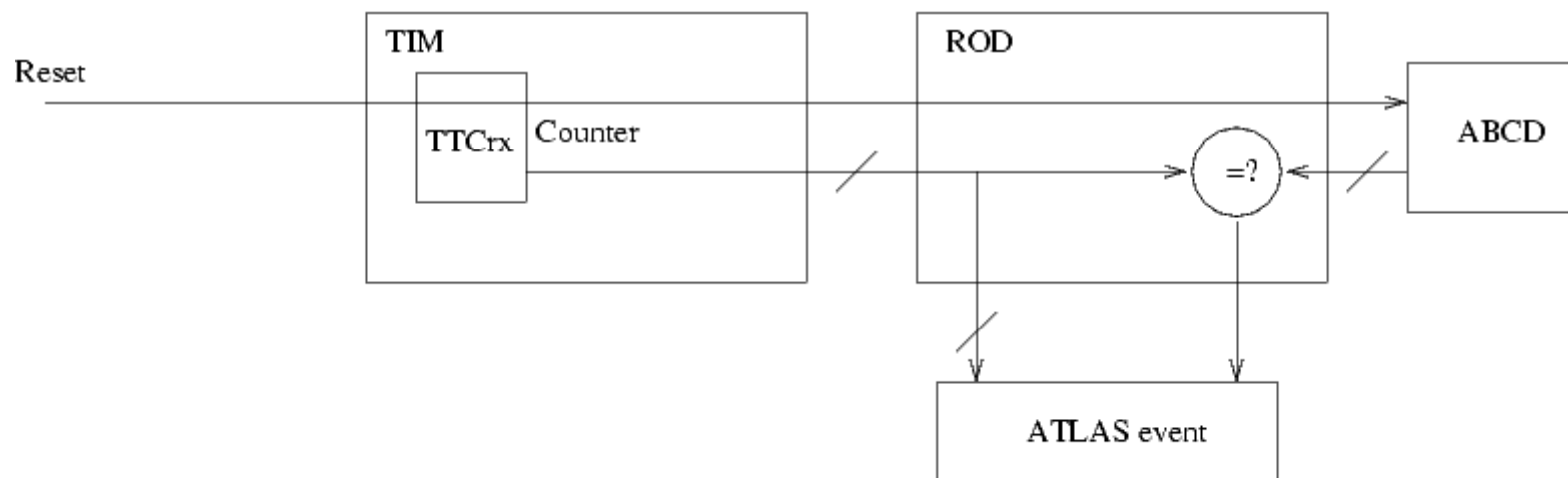 TIM
ROD
Reset
TTCrx
Counter
ABCD
=?
ATLAS event